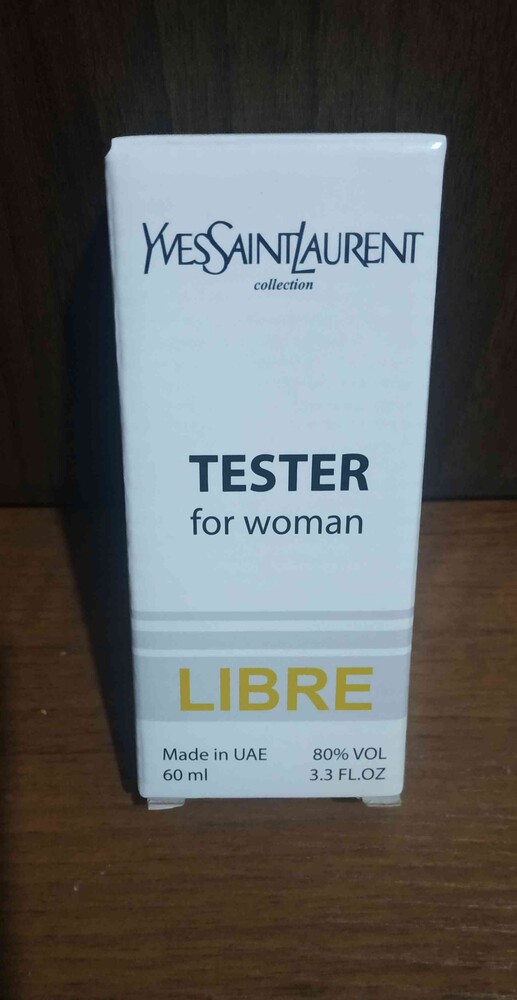 YVESSAINTLAURENT
collection
TESTER
for woman
LIBRE
Made in UAE 80% VOL
60 ml 3.3 FL.OZ